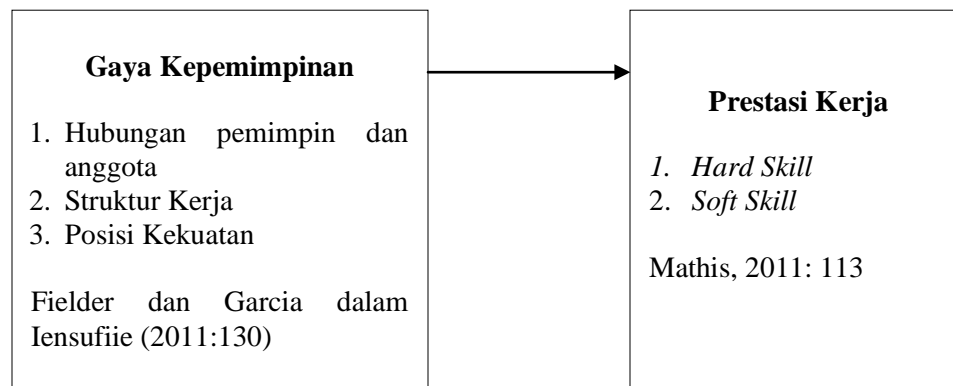 Gaya Kepemimpinan
1. Hubungan pemimpin dan
anggota
2. Struktur Kerja
3. Posisi Kekuatan
Fielder dan Garcia dalam
Iensufiie (2011:130)
Prestasi Kerja
1. Hard Skill
2. Soft Skill
Mathis, 2011: 113